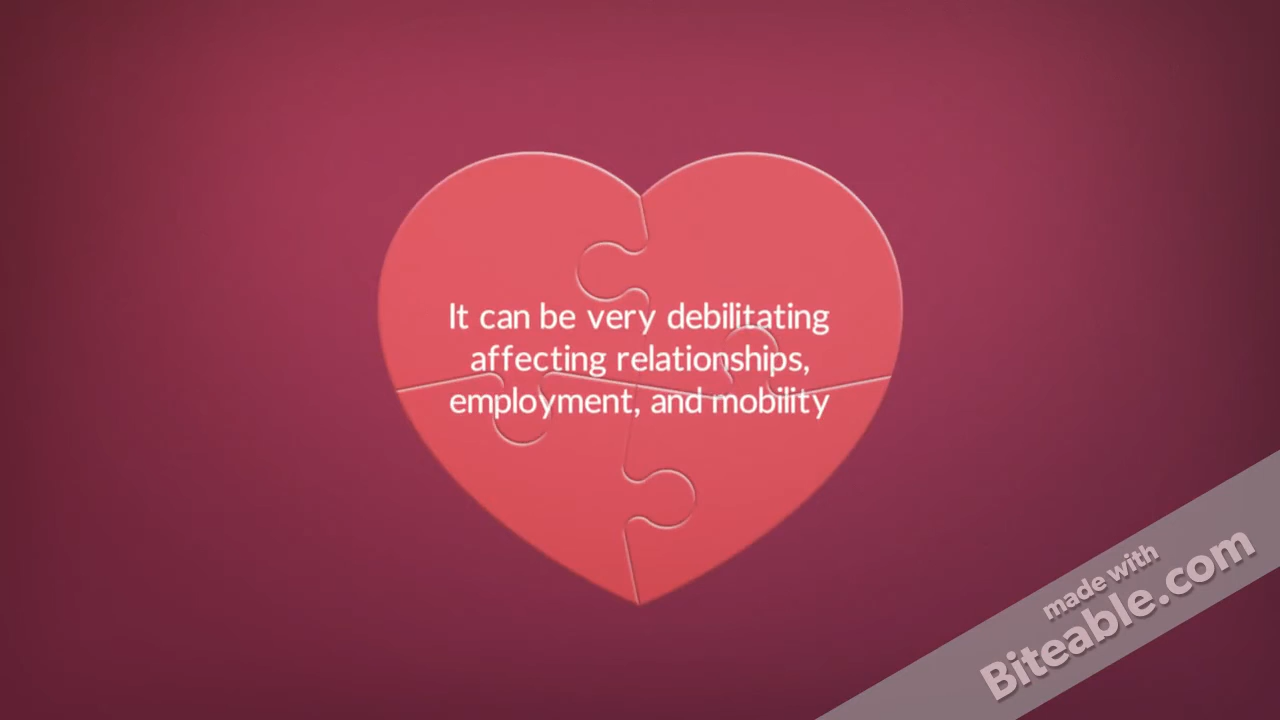 It can be very debilitating
affecting relationships,
employment, and mobility
made with
Biteable.com